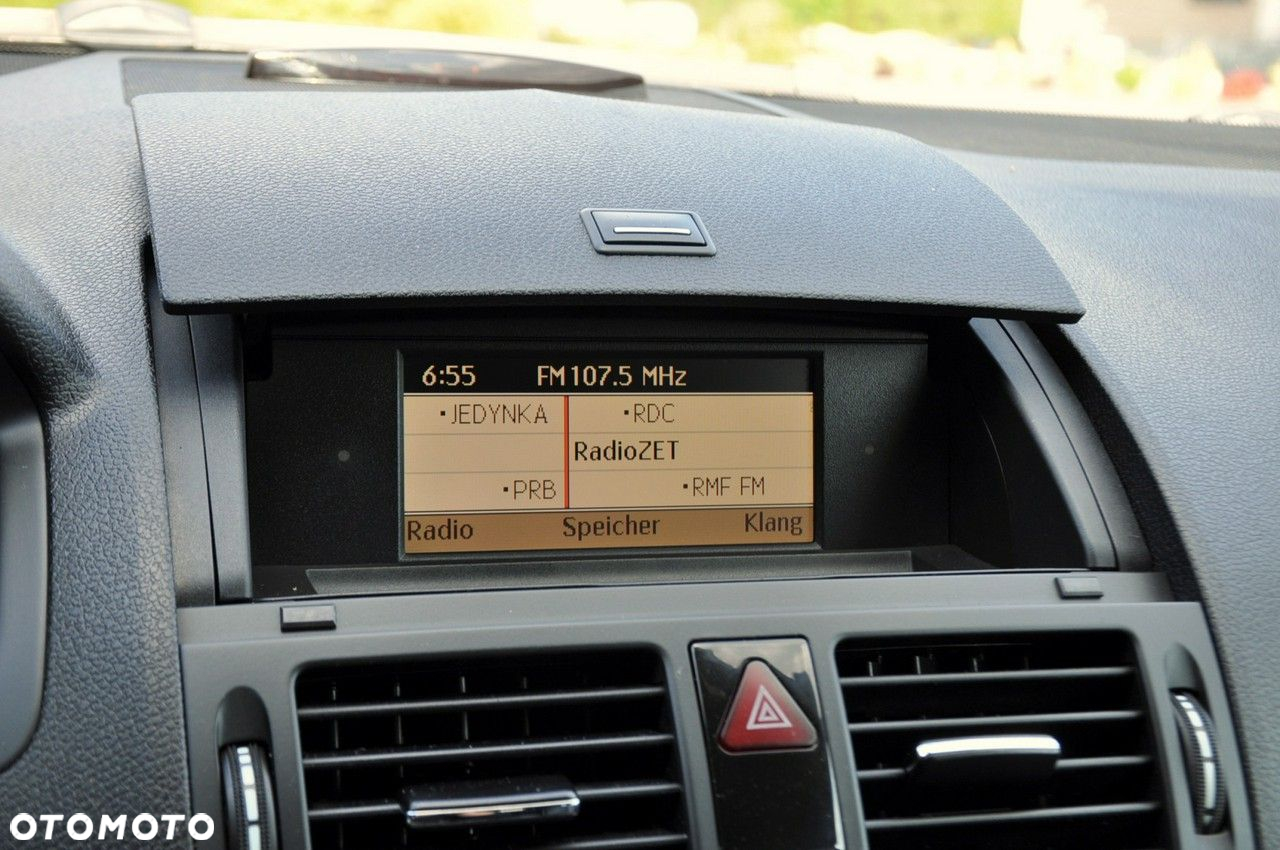 6:55 FM 107.5 MHz
▪JEDYNKA ▪RDC
RadioZET
▪PRB ▪RMF FM
Radio Speicher Klang
OTOMOTO